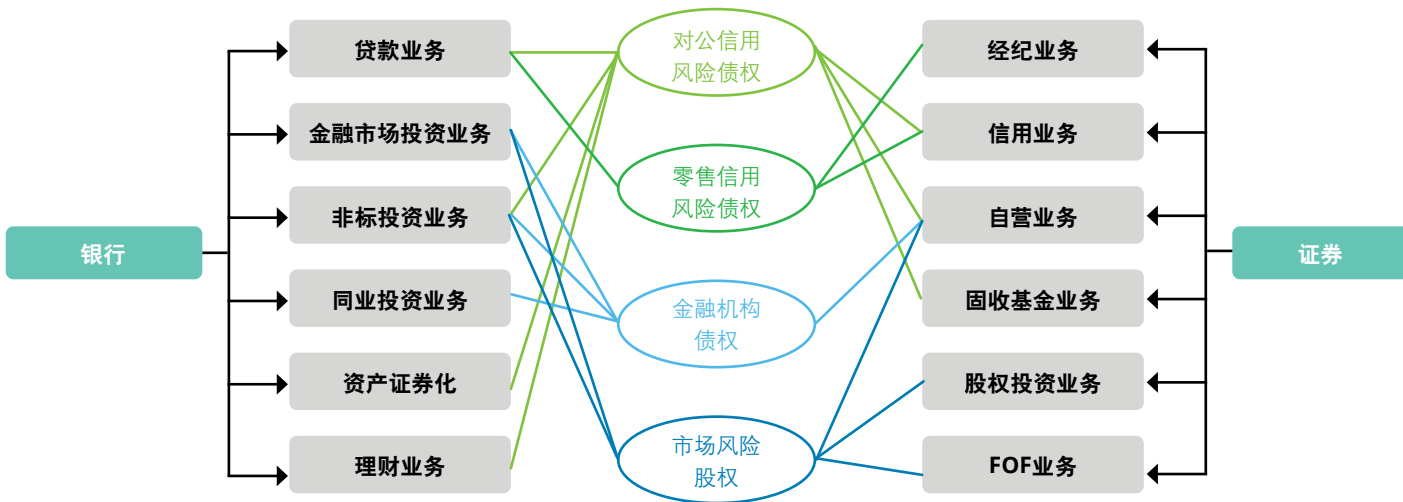 银行
贷款业务
金融市场投资业务
非标投资业务
同业投资业务
资产证券化
理财业务
对公信用
风险债权
零售信用
风险债权
金融机构
债权
市场风险
股权
经纪业务
信用业务
自营业务
固收基金业务
股权投资业务
FOF业务
证券